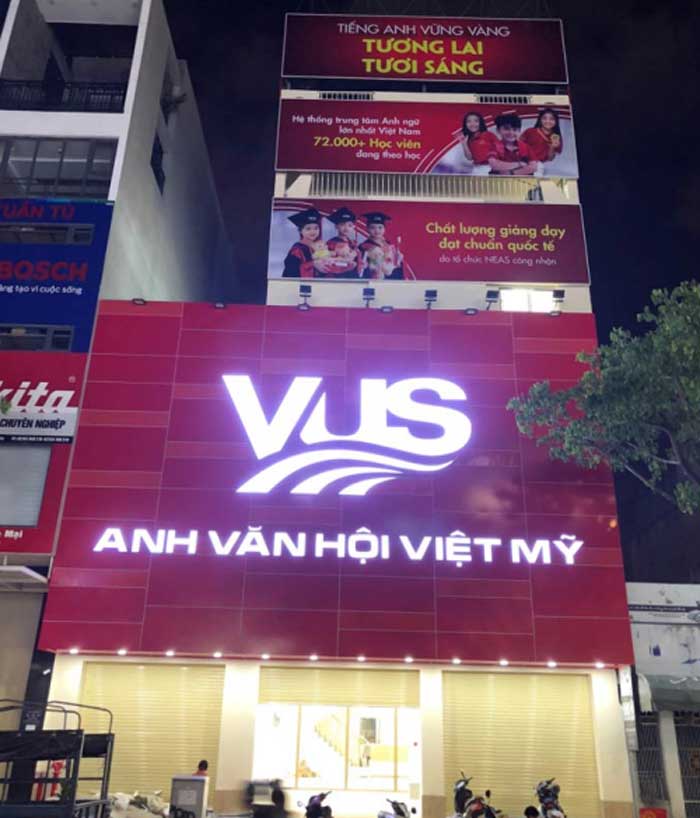 TIẾNG ANH VỮNG VÀNG
TƯƠNG LAI
TƯƠI SÁNG
Hệ thống trung tâm Anh ngữ
lớn nhất Việt Nam
72.000+ Học viên
đang theo học
Chất lượng giảng dạy
đạt chuẩn quốc tế
do tổ chức NEAS công nhận
TUẤN TÚ
BOSCH
VUS
ANH VĂN HỘI VIỆT MỸ
CHUYÊN NGHIỆP